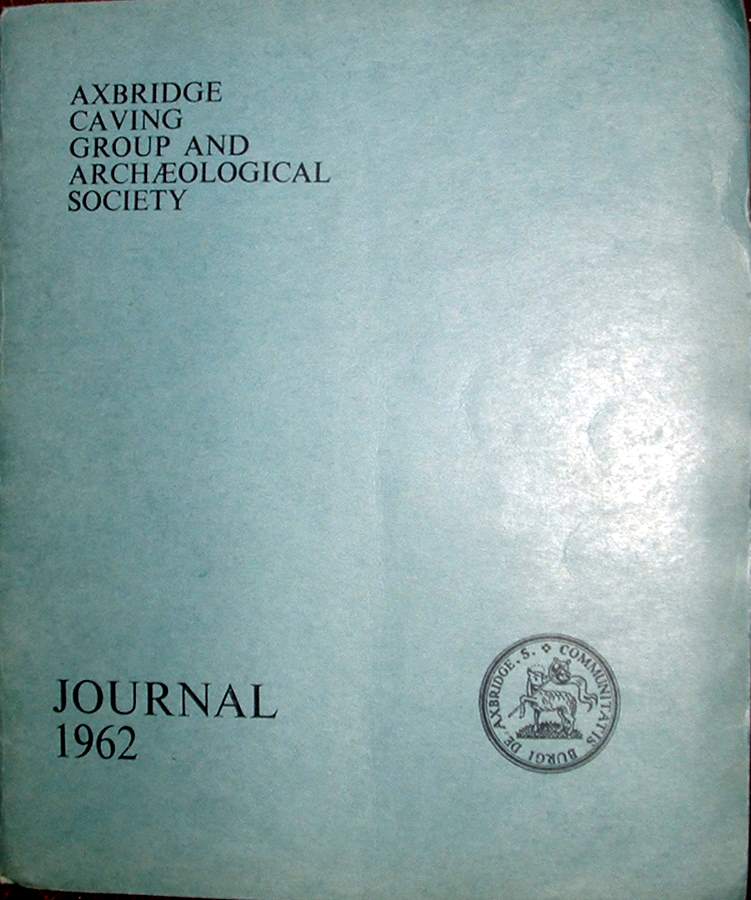 AXBRIDGE
CAVING
GROUP AND
ARCHÆOLOGICAL
SOCIETY
JOURNAL
1962
S. COMMUNITATIS BURGI DE AXBRIDGE.